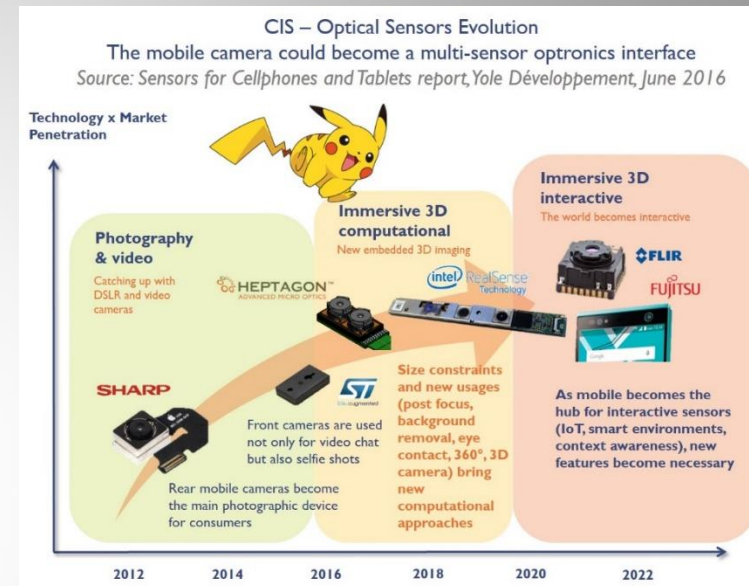 CIS – Optical Sensors Evolution
The mobile camera could become a multi-sensor optronics interface
Source: Sensors for Cellphones and Tablets report, Yole Développement, June 2016
Technology x Market
Penetration
Photography
& video
Catching up with
DSLR and video
cameras
HEPTAGON™
ADVANCED MICRO OPTICS
SHARP
ST
life.augmented
Front cameras are used
not only for video chat
but also selfie shots
Rear mobile cameras become
the main photographic device
for consumers
Immersive 3D
computational
New embedded 3D imaging
intel RealSense
Technology
Size constraints
and new usages
(post focus,
background
removal, eye
contact, 360°, 3D
camera) bring
new
computational
approaches
Immersive 3D
interactive
The world becomes interactive
FLIR
FUJITSU
Google
As mobile becomes the
hub for interactive sensors
(IoT, smart environments,
context awareness), new
features become necessary
2012 2014 2016 2018 2020 2022